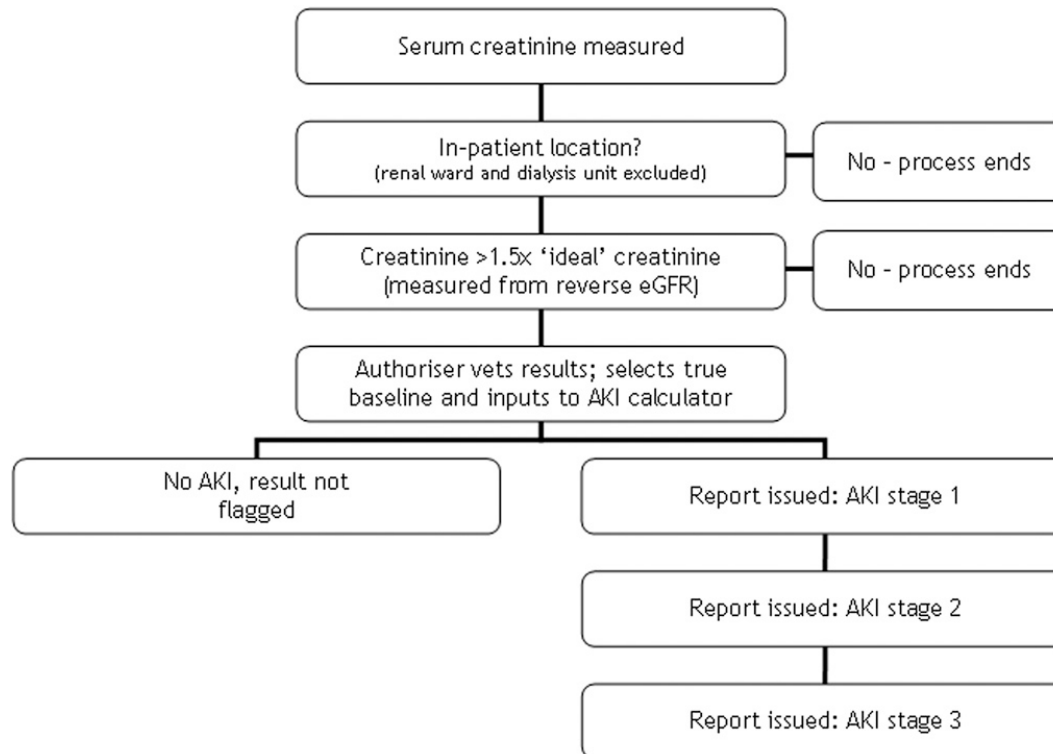 Serum creatinine measured
In-patient location?
(renal ward and dialysis unit excluded)
No - process ends
Creatinine >1.5x ‘ideal’ creatinine
(measured from reverse eGFR)
No - process ends
Authoriser vets results; selects true
baseline and inputs to AKI calculator
No AKI, result not
flagged
Report issued: AKI stage 1
Report issued: AKI stage 2
Report issued: AKI stage 3